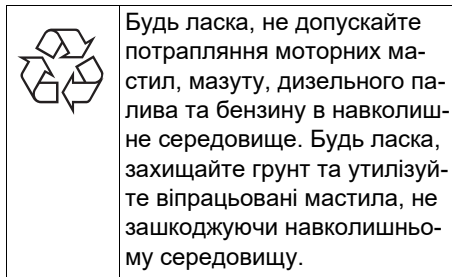 Будь ласка, не допускайте
потрапляння моторних ма-
стил, мазуту, дизельного па-
лива та бензину в навколиш-
не середовище. Будь ласка,
захищайте грунт та утилізуй-
те віпрацьовані мастила, не
зашкоджуючи навколишньо-
му середовищу.